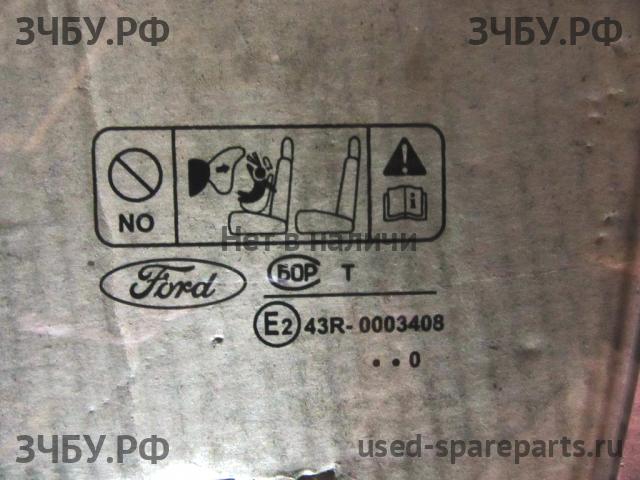 ЗЧБУ.РФ
ЗЧБУ.РФ
NO
Нет в наличии
Ford
БОР T
E2 43R-0003408
..0
ЗЧБУ.РФ
used-spareparts.ru